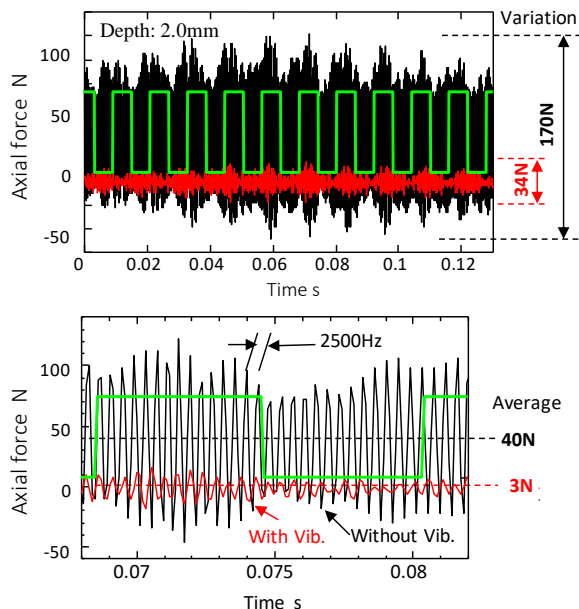 Variation
Depth: 2.0mm
Axial force N
100
50
0
-50
170N
34N
0 0.02 0.04 0.06 0.08 0.1 0.12
Time s
2500Hz
Axial force N
100
50
0
-50
Average
40N
3N
With Vib.
Without Vib.
0.07 0.075 0.08
Time s